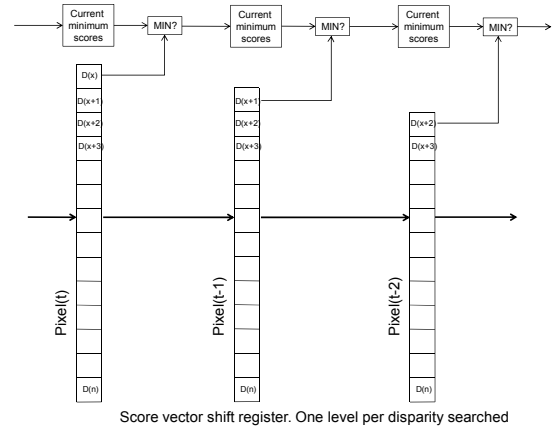 Current
minimum
scores
MIN?
Current
minimum
scores
MIN?
Current
minimum
scores
MIN?
D(x)
D(x+1)
D(x+2)
D(x+3)
D(n)
Pixel(t)
D(x+1)
D(x+2)
D(x+3)
D(n)
Pixel(t-1)
D(x+2)
D(x+3)
D(n)
Pixel(t-2)
Score vector shift register. One level per disparity searched